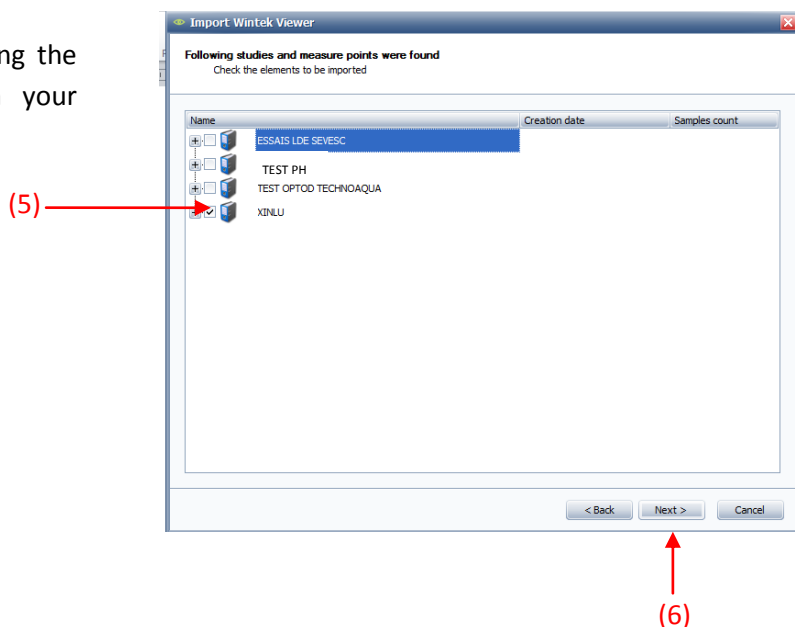 Import Wintek Viewer
ng the
your
Following studies and measure points were found
Check the elements to be imported
Name Creation date Samples count
ESSAIS LDE SEVESC
TEST PH
TEST OPTOD TECHNOAQUA
(5)
XINLU
< Back Next > Cancel
(6)